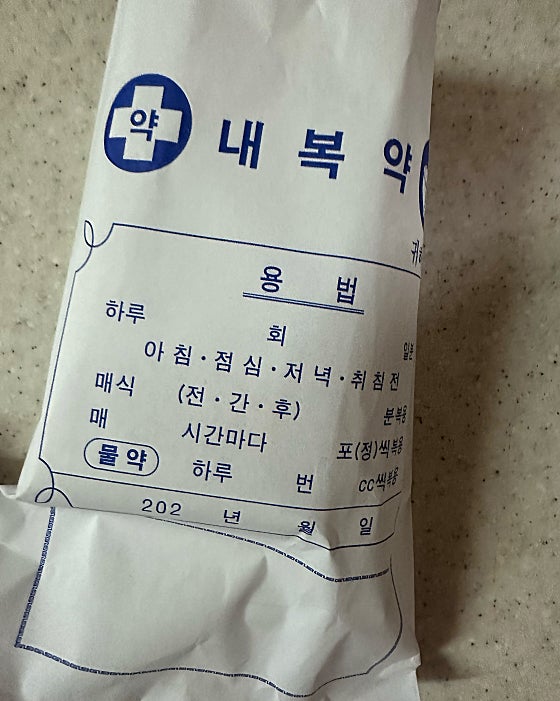 약 내 복 약
용 법
하루 회 일분
아 침 · 점 심 · 저 녁 · 취 침 전
매식 (전 · 간 · 후) 분복용
매 시간마다 포(정)씩복용
물약 하루 번 cc씩복용
202 년 월 일